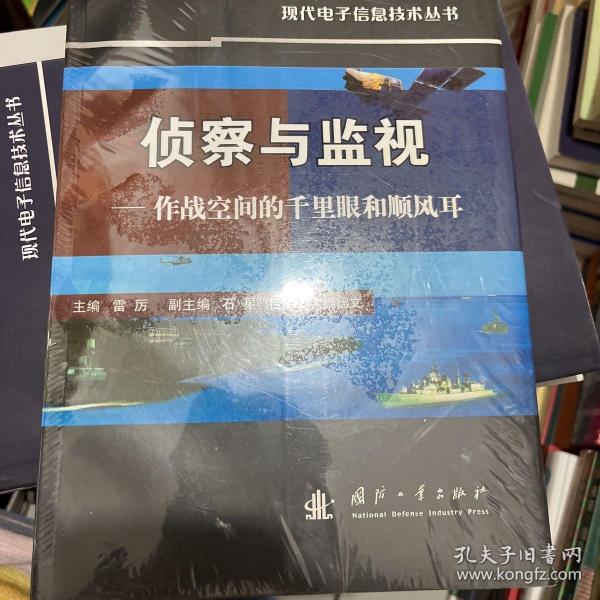 现代电子信息技术丛书
侦察与监视
——作战空间的千里眼和顺风耳
主编 雷厉 副主编 石星
现代电子信息技术丛书
国防工业出版社
National Defense Industry Press
孔夫子旧书网
www.kongfz.com